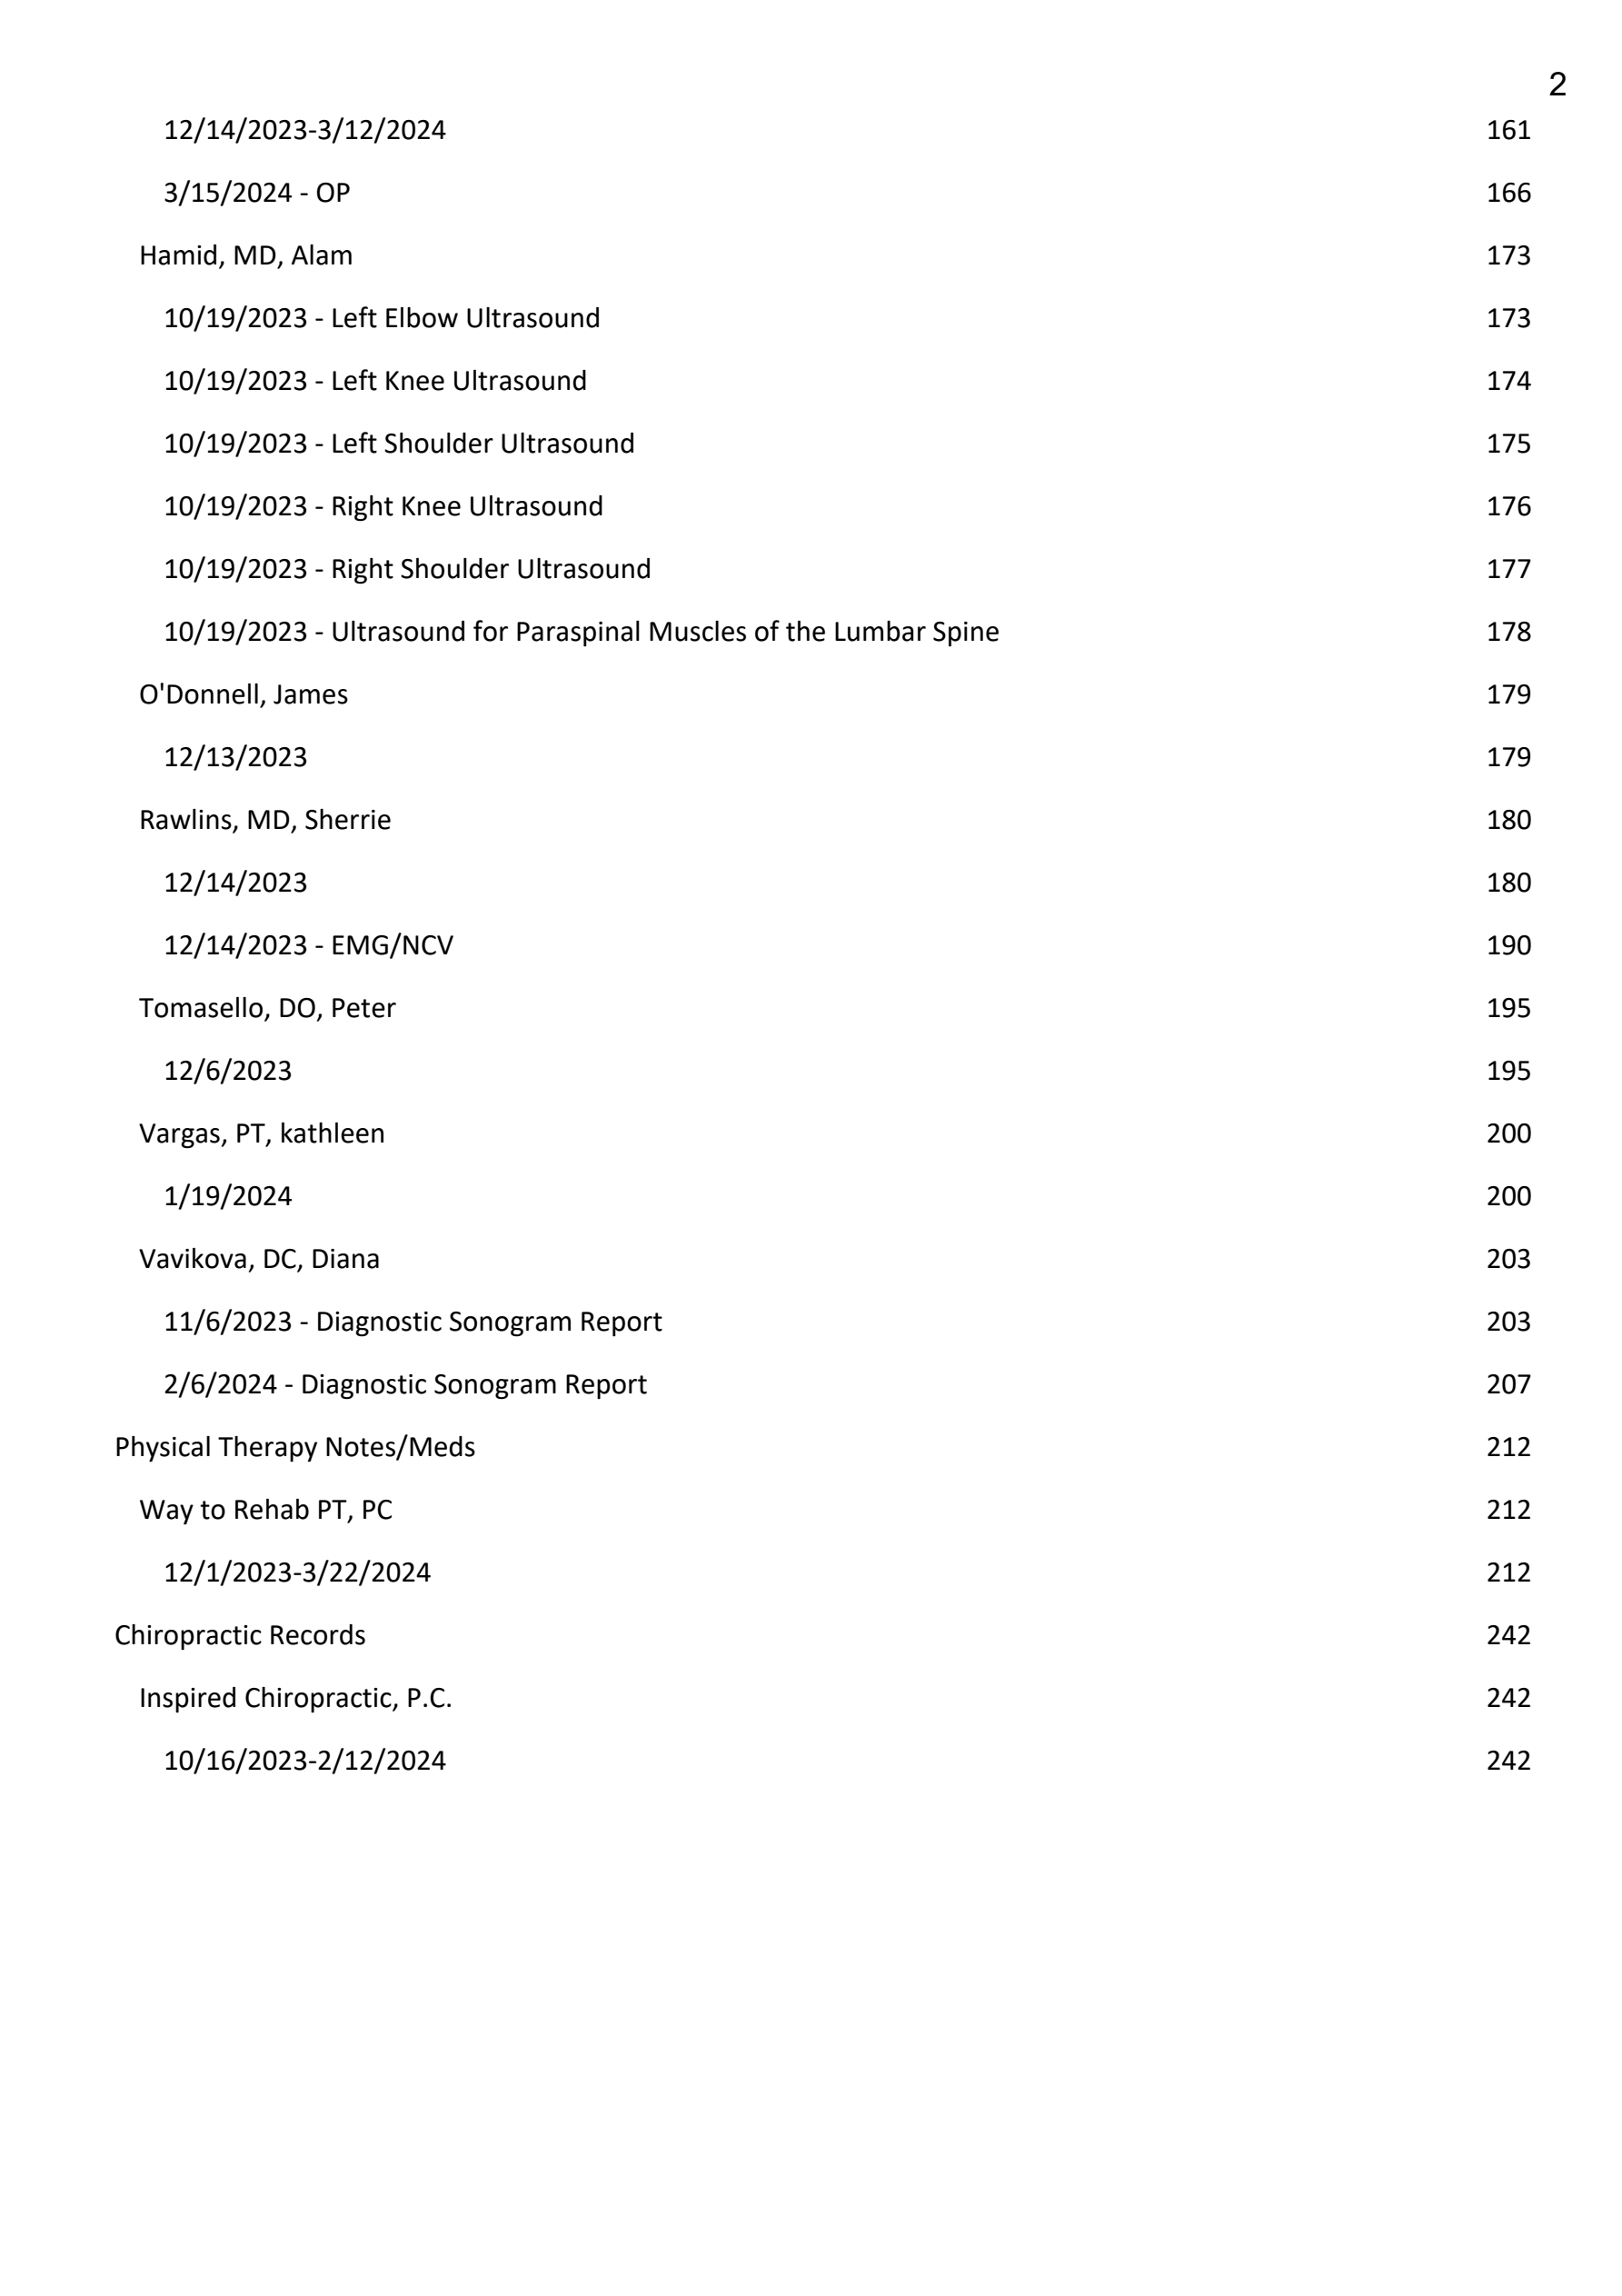 2
12/14/2023-3/12/2024 161
3/15/2024 - OP 166
Hamid, MD, Alam 173
10/19/2023 - Left Elbow Ultrasound 173
10/19/2023 - Left Knee Ultrasound 174
10/19/2023 - Left Shoulder Ultrasound 175
10/19/2023 - Right Knee Ultrasound 176
10/19/2023 - Right Shoulder Ultrasound 177
10/19/2023 - Ultrasound for Paraspinal Muscles of the Lumbar Spine 178
O'Donnell, James 179
12/13/2023 179
Rawlins, MD, Sherrie 180
12/14/2023 180
12/14/2023 - EMG/NCV 190
Tomasello, DO, Peter 195
12/6/2023 195
Vargas, PT, kathleen 200
1/19/2024 200
Vavikova, DC, Diana 203
11/6/2023 - Diagnostic Sonogram Report 203
2/6/2024 - Diagnostic Sonogram Report 207
Physical Therapy Notes/Meds 212
Way to Rehab PT, PC 212
12/1/2023-3/22/2024 212
Chiropractic Records 242
Inspired Chiropractic, P.C. 242
10/16/2023-2/12/2024 242